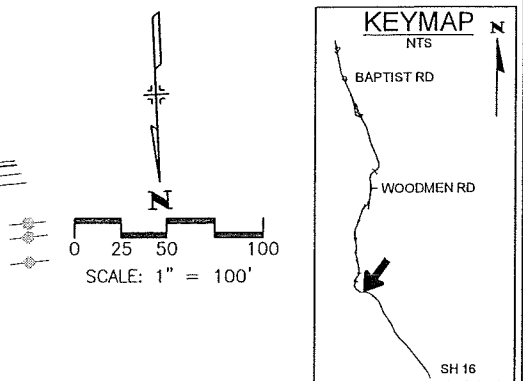 N
0 25 50 100
SCALE: 1" = 100'
KEYMAP N
NTS
BAPTIST RD
WOODMEN RD
SH 16